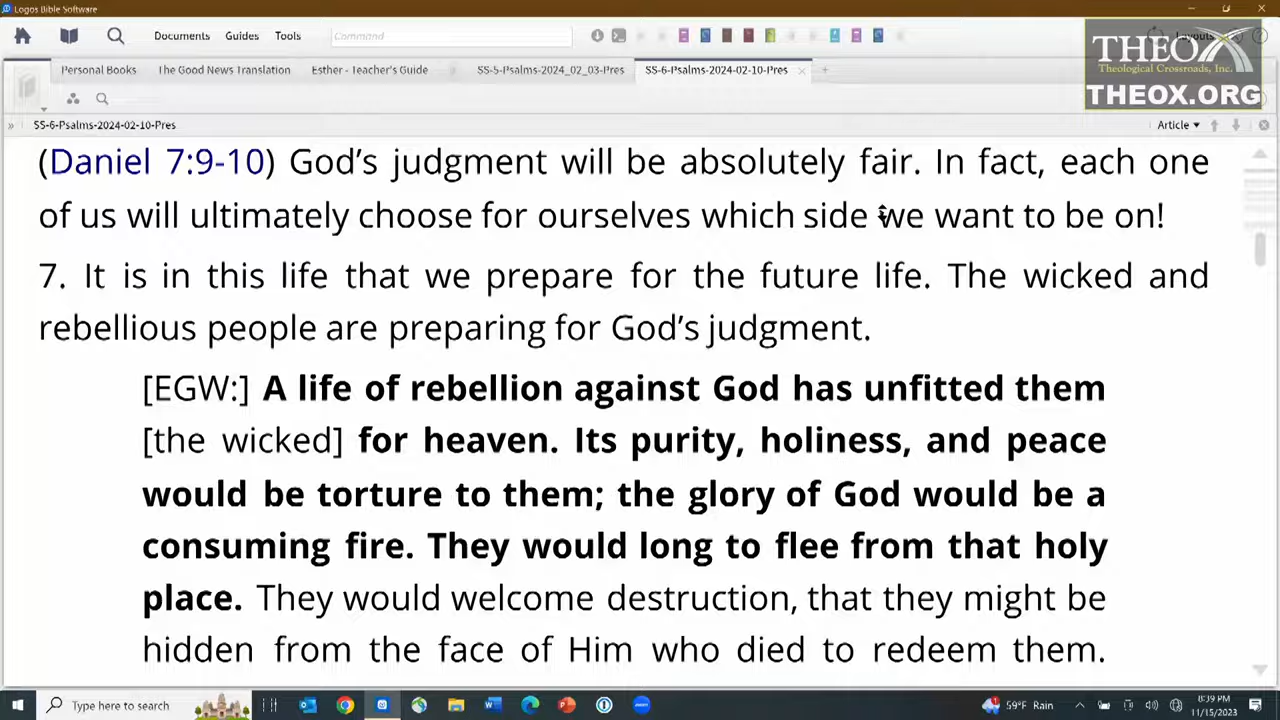 Logos Bible Software
Documents Guides Tools Command
THEOX
Theological Crossroads, Inc.
THEOX.ORG
Personal Books The Good News Translation Esther - Teacher's salms-2024_02_03-Pres SS-6-Psalms-2024-02-10-Pres
SS-6-Psalms-2024-02-10-Pres Article
(Daniel 7:9-10) God's judgment will be absolutely fair. In fact, each one
of us will ultimately choose for ourselves which side we want to be on!
7. It is in this life that we prepare for the future life. The wicked and
rebellious people are preparing for God's judgment.
[EGW:] A life of rebellion against God has unfitted them
[the wicked] for heaven. Its purity, holiness, and peace
would be torture to them; the glory of God would be a
consuming fire. They would long to flee from that holy
place. They would welcome destruction, that they might be
hidden from the face of Him who died to redeem them.
Type here to search 59°F Rain 8:39 PM
11/15/2023